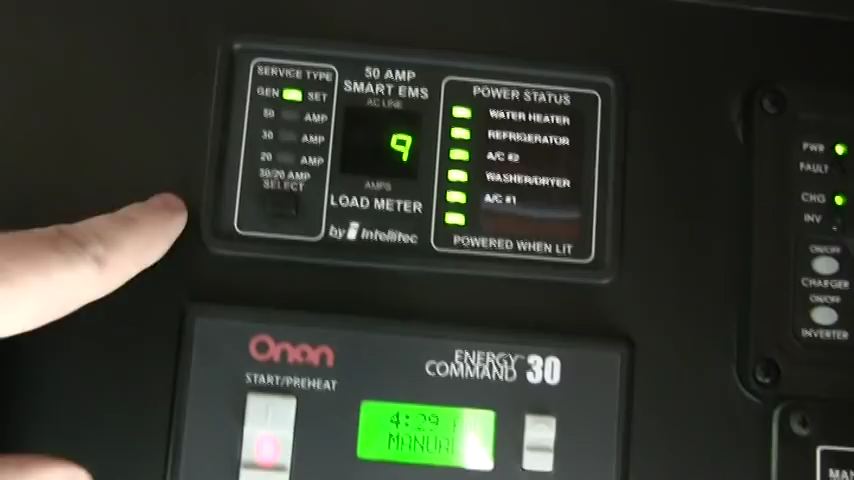 50 AMP
SMART EMS
AC LINE
9
AMPS
LOAD METER
by Intellitec
SERVICE TYPE
GEN SET
50 AMP
30 AMP
20 AMP
30/20 AMP
SELECT
POWER STATUS
WATER HEATER
REFRIGERATOR
A/C #2
WASHER/DRYER
A/C #1
POWERED WHEN LIT
PWR
FAULT
CHG
INV
ON/OFF
CHARGER
ON/OFF
INVERTER
Onan
START/PREHEAT
ENERGY
COMMAND 30
4:29
MANUAL